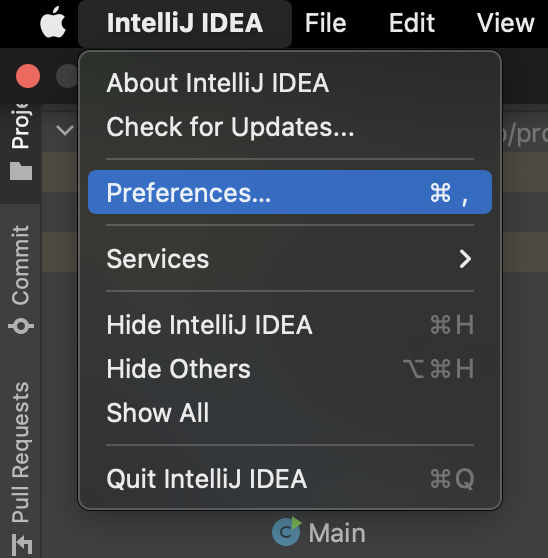 IntelliJ IDEA File Edit View
About IntelliJ IDEA
Check for Updates...
Preferences... ⌘ ,
Services
Hide IntelliJ IDEA ⌘H
Hide Others ⌥⌘H
Show All
Quit IntelliJ IDEA ⌘Q
Proje
Commit
Pull Requests
/pro
Main